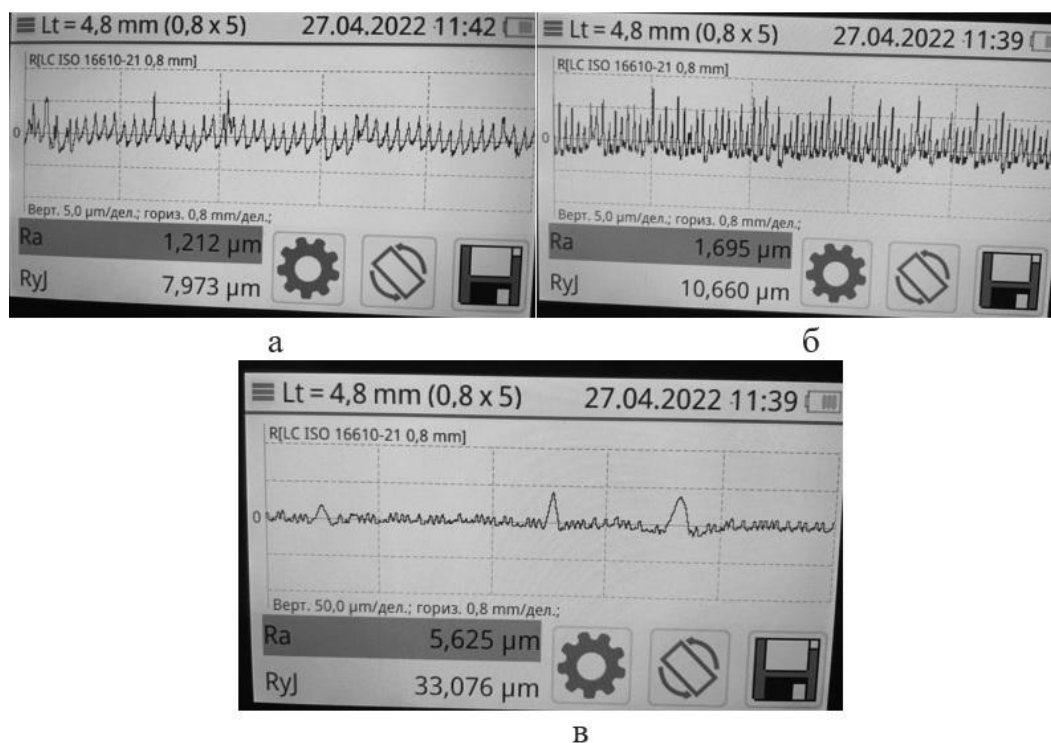 Lt = 4,8 mm (0,8 x 5) 27.04.2022 11:42
R[LC ISO 16610-21 0,8 mm]
0
Верт. 5,0 µm/дел.; гориз. 0,8 mm/дел.;
Ra 1,212 µm
RyJ 7,973 µm
а
Lt = 4,8 mm (0,8 x 5) 27.04.2022 11:39
R[LC ISO 16610-21 0,8 mm]
0
Верт. 5,0 µm/дел.; гориз. 0,8 mm/дел.;
Ra 1,695 µm
RyJ 10,660 µm
б
Lt = 4,8 mm (0,8 x 5) 27.04.2022 11:39
R[LC ISO 16610-21 0,8 mm]
0
Верт. 50,0 µm/дел.; гориз. 0,8 mm/дел.;
Ra 5,625 µm
RyJ 33,076 µm
в